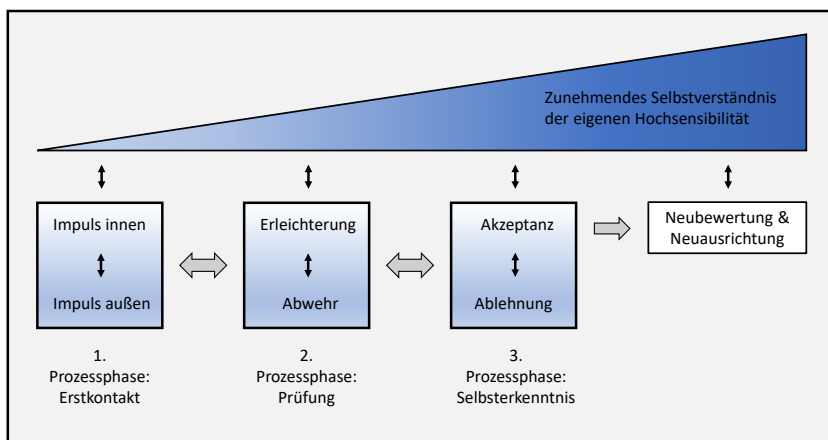 Zunehmendes Selbstverständnis
der eigenen Hochsensibilität
Impuls innen
Impuls außen
Erleichterung
Abwehr
Akzeptanz
Ablehnung
Neubewertung &
Neuausrichtung
1.
Prozessphase:
Erstkontakt
2.
Prozessphase:
Prüfung
3.
Prozessphase:
Selbsterkenntnis